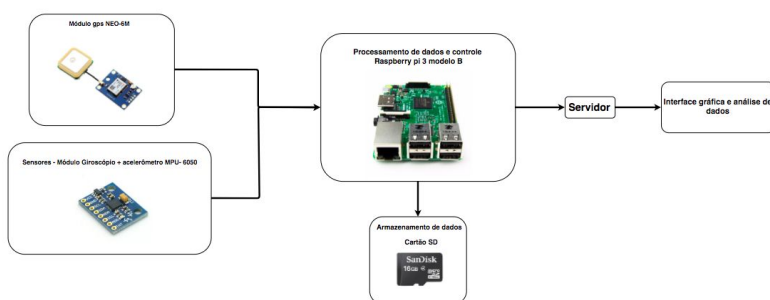 Módulo gps NEO-6M
Sensores - Módulo Giroscópio + acelerômetro MPU- 6050
Processamento de dados e controle
Raspberry pi 3 modelo B
Servidor
Interface gráfica e análise de
dados
Armazenamento de dados
Cartão SD
SanDisk
16GB